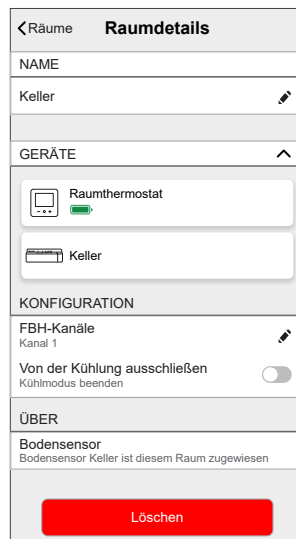 Räume Raumdetails
NAME
Keller
GERÄTE
Raumthermostat
Keller
KONFIGURATION
FBH-Kanäle
Kanal 1
Von der Kühlung ausschließen
Kühlmodus beenden
ÜBER
Bodensensor
Bodensensor Keller ist diesem Raum zugewiesen
Löschen